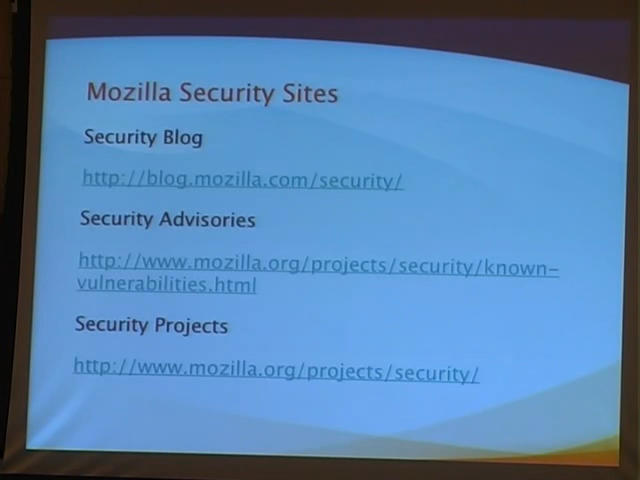 Mozilla Security Sites
Security Blog
http://blog.mozilla.com/security/
Security Advisories
http://www.mozilla.org/projects/security/known-
vulnerabilities.html
Security Projects
http://www.mozilla.org/projects/security/